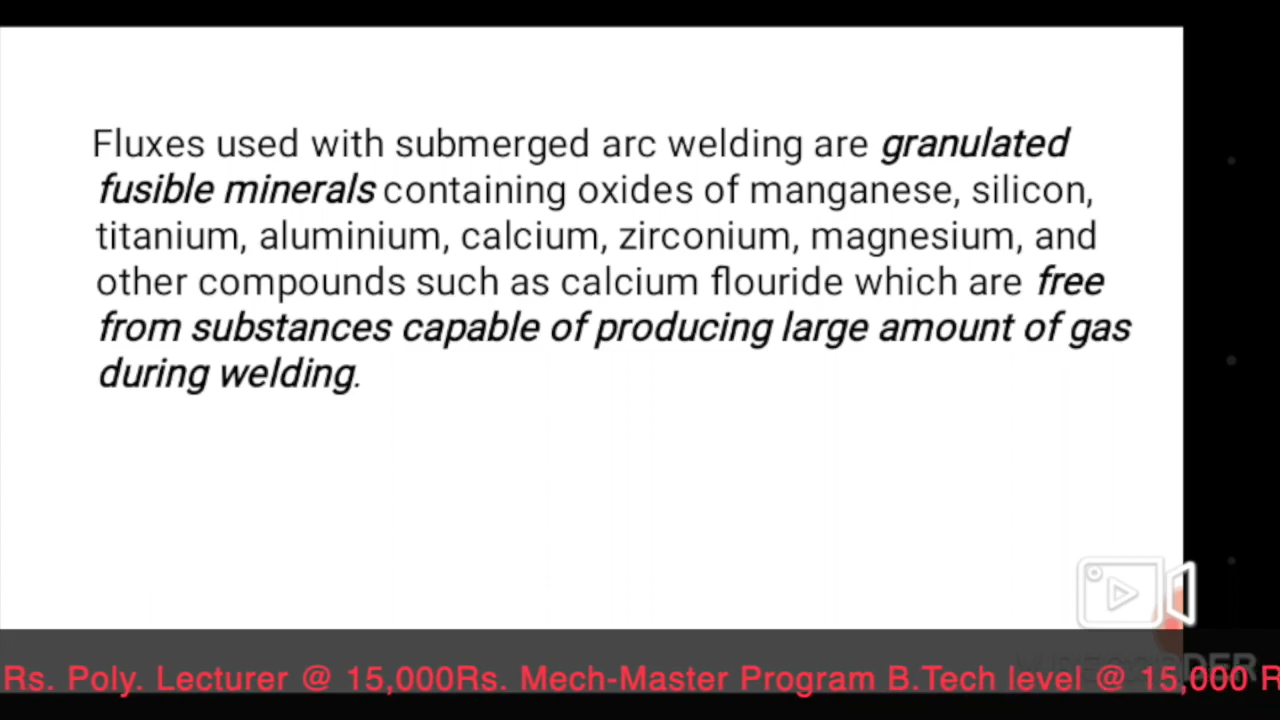 Fluxes used with submerged arc welding are granulated
fusible minerals containing oxides of manganese, silicon,
titanium, aluminium, calcium, zirconium, magnesium, and
other compounds such as calcium flouride which are free
from substances capable of producing large amount of gas
during welding.
Rs. Poly. Lecturer @ 15,000Rs. Mech-Master Program B.Tech level @ 15,000 R